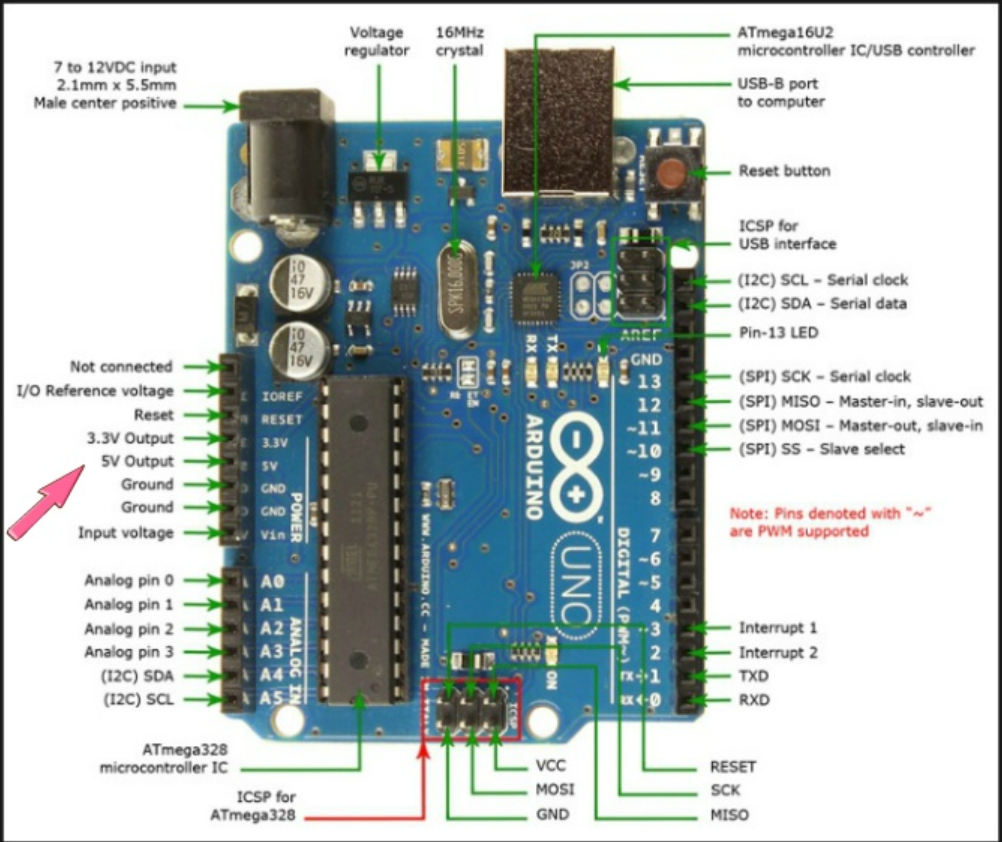 Voltage
regulator
16MHz
crystal
ATmega16U2
microcontroller IC/USB controller
7 to 12VDC input
2.1mm x 5.5mm
Male center positive
USB-B port
to computer
Reset button
ICSP for
USB interface
(I2C) SCL – Serial clock
(I2C) SDA – Serial data
Pin-13 LED
(SPI) SCK – Serial clock
(SPI) MISO – Master-in, slave-out
(SPI) MOSI – Master-out, slave-in
(SPI) SS – Slave select
Note: Pins denoted with "~"
are PWM supported
Interrupt 1
Interrupt 2
TXD
RXD
Not connected
I/O Reference voltage
Reset
3.3V Output
5V Output
Ground
Ground
Input voltage
Analog pin 0
Analog pin 1
Analog pin 2
Analog pin 3
(I2C) SDA
(I2C) SCL
ATmega328
microcontroller IC
ICSP for
ATmega328
VCC
MOSI
GND
RESET
SCK
MISO
10
47
16V
10
47
16V
JP2
RX
TX
IOREF
RESET
3.3V
5V
GND
GND
Vin
POWER
A0
A1
A2
A3
A4
A5
ANALOG IN
WWW.ARDUINO.CC - MADE
ARDUINO
UNO
AREF
GND
13
12
~11
~10
~9
8
7
~6
~5
4
~3
2
TX→1
RX←0
DIGITAL (PWM~)
ON
ICSP